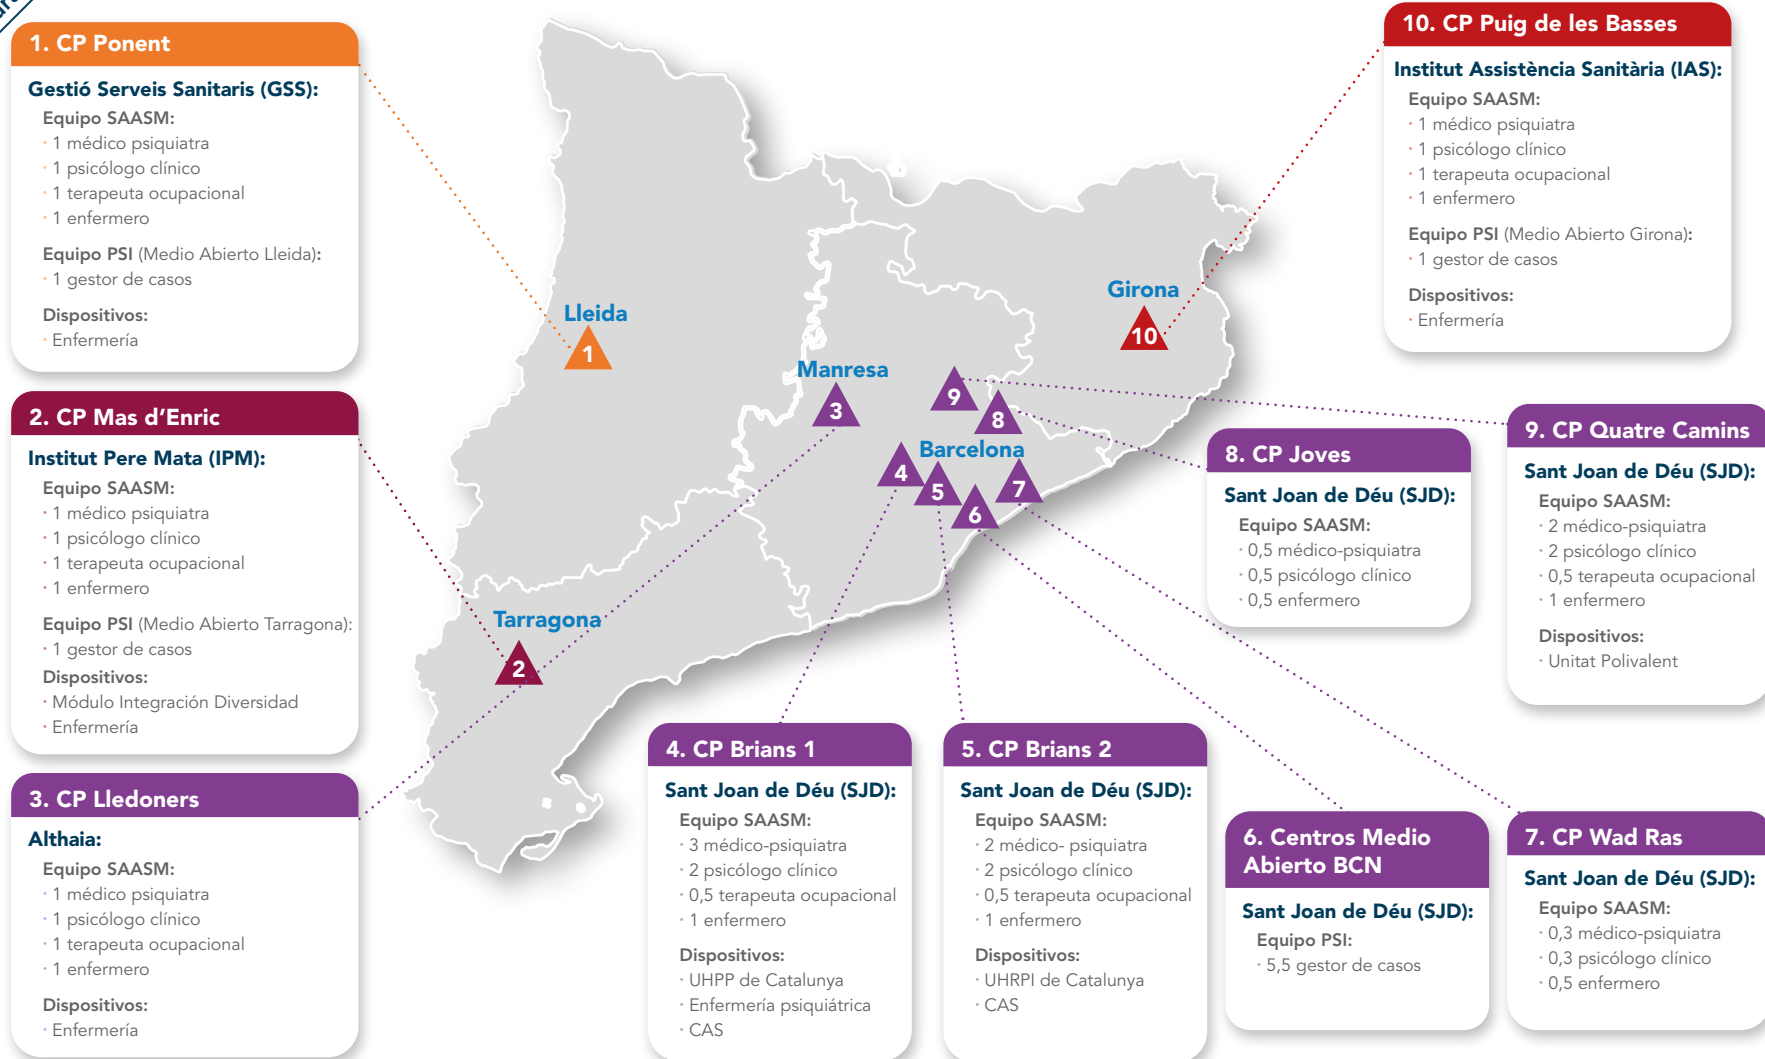 1. CP Ponent
Gestió Serveis Sanitaris (GSS):
Equipo SAASM:
· 1 médico psiquiatra
· 1 psicólogo clínico
· 1 terapeuta ocupacional
· 1 enfermero
Equipo PSI (Medio Abierto Lleida):
· 1 gestor de casos
Dispositivos:
· Enfermería
2. CP Mas d’Enric
Institut Pere Mata (IPM):
Equipo SAASM:
· 1 médico psiquiatra
· 1 psicólogo clínico
· 1 terapeuta ocupacional
· 1 enfermero
Equipo PSI (Medio Abierto Tarragona):
· 1 gestor de casos
Dispositivos:
· Módulo Integración Diversidad
· Enfermería
3. CP Lledoners
Althaia:
Equipo SAASM:
· 1 médico psiquiatra
· 1 psicólogo clínico
· 1 terapeuta ocupacional
· 1 enfermero
Dispositivos:
· Enfermería
Lleida
1
Manresa
3
Girona
10
9
8
Barcelona
4
5
6
7
Tarragona
2
4. CP Brians 1
Sant Joan de Déu (SJD):
Equipo SAASM:
· 3 médico-psiquiatra
· 2 psicólogo clínico
· 0,5 terapeuta ocupacional
· 1 enfermero
Dispositivos:
· UHPP de Catalunya
· Enfermería psiquiátrica
· CAS
5. CP Brians 2
Sant Joan de Déu (SJD):
Equipo SAASM:
· 2 médico- psiquiatra
· 2 psicólogo clínico
· 0,5 terapeuta ocupacional
· 1 enfermero
Dispositivos:
· UHRPI de Catalunya
· CAS
6. Centros Medio
Abierto BCN
Sant Joan de Déu (SJD):
Equipo PSI:
· 5,5 gestor de casos
7. CP Wad Ras
Sant Joan de Déu (SJD):
Equipo SAASM:
· 0,3 médico-psiquiatra
· 0,3 psicólogo clínico
· 0,5 enfermero
8. CP Joves
Sant Joan de Déu (SJD):
Equipo SAASM:
· 0,5 médico-psiquiatra
· 0,5 psicólogo clínico
· 0,5 enfermero
9. CP Quatre Camins
Sant Joan de Déu (SJD):
Equipo SAASM:
· 2 médico-psiquiatra
· 2 psicólogo clínico
· 0,5 terapeuta ocupacional
· 1 enfermero
Dispositivos:
· Unitat Polivalent
10. CP Puig de les Basses
Institut Assistència Sanitària (IAS):
Equipo SAASM:
· 1 médico psiquiatra
· 1 psicólogo clínico
· 1 terapeuta ocupacional
· 1 enfermero
Equipo PSI (Medio Abierto Girona):
· 1 gestor de casos
Dispositivos:
· Enfermería